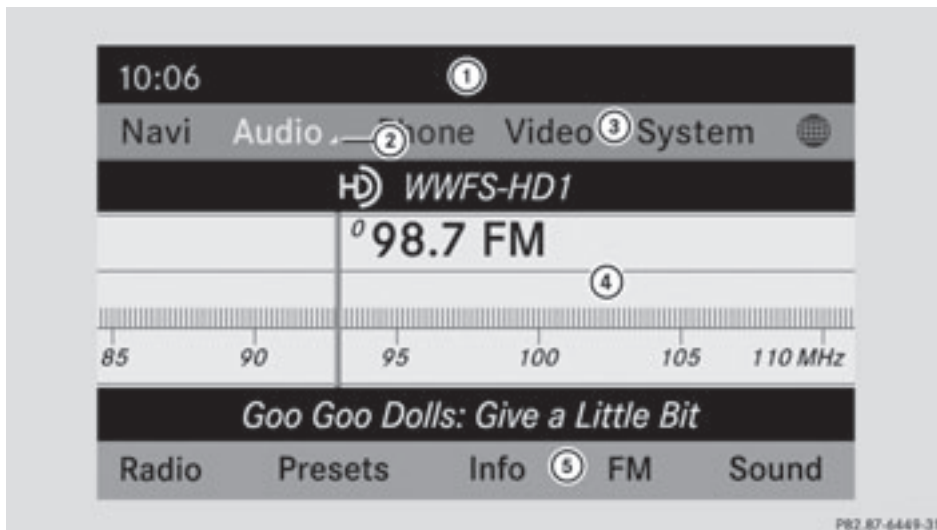 10:06 1
Navi Audio 2 Phone Video 3 System
HD WWFS-HD1
0 98.7 FM
4
85 90 95 100 105 110 MHz
Goo Goo Dolls: Give a Little Bit
Radio Presets Info 5 FM Sound
P82.87-6449-31